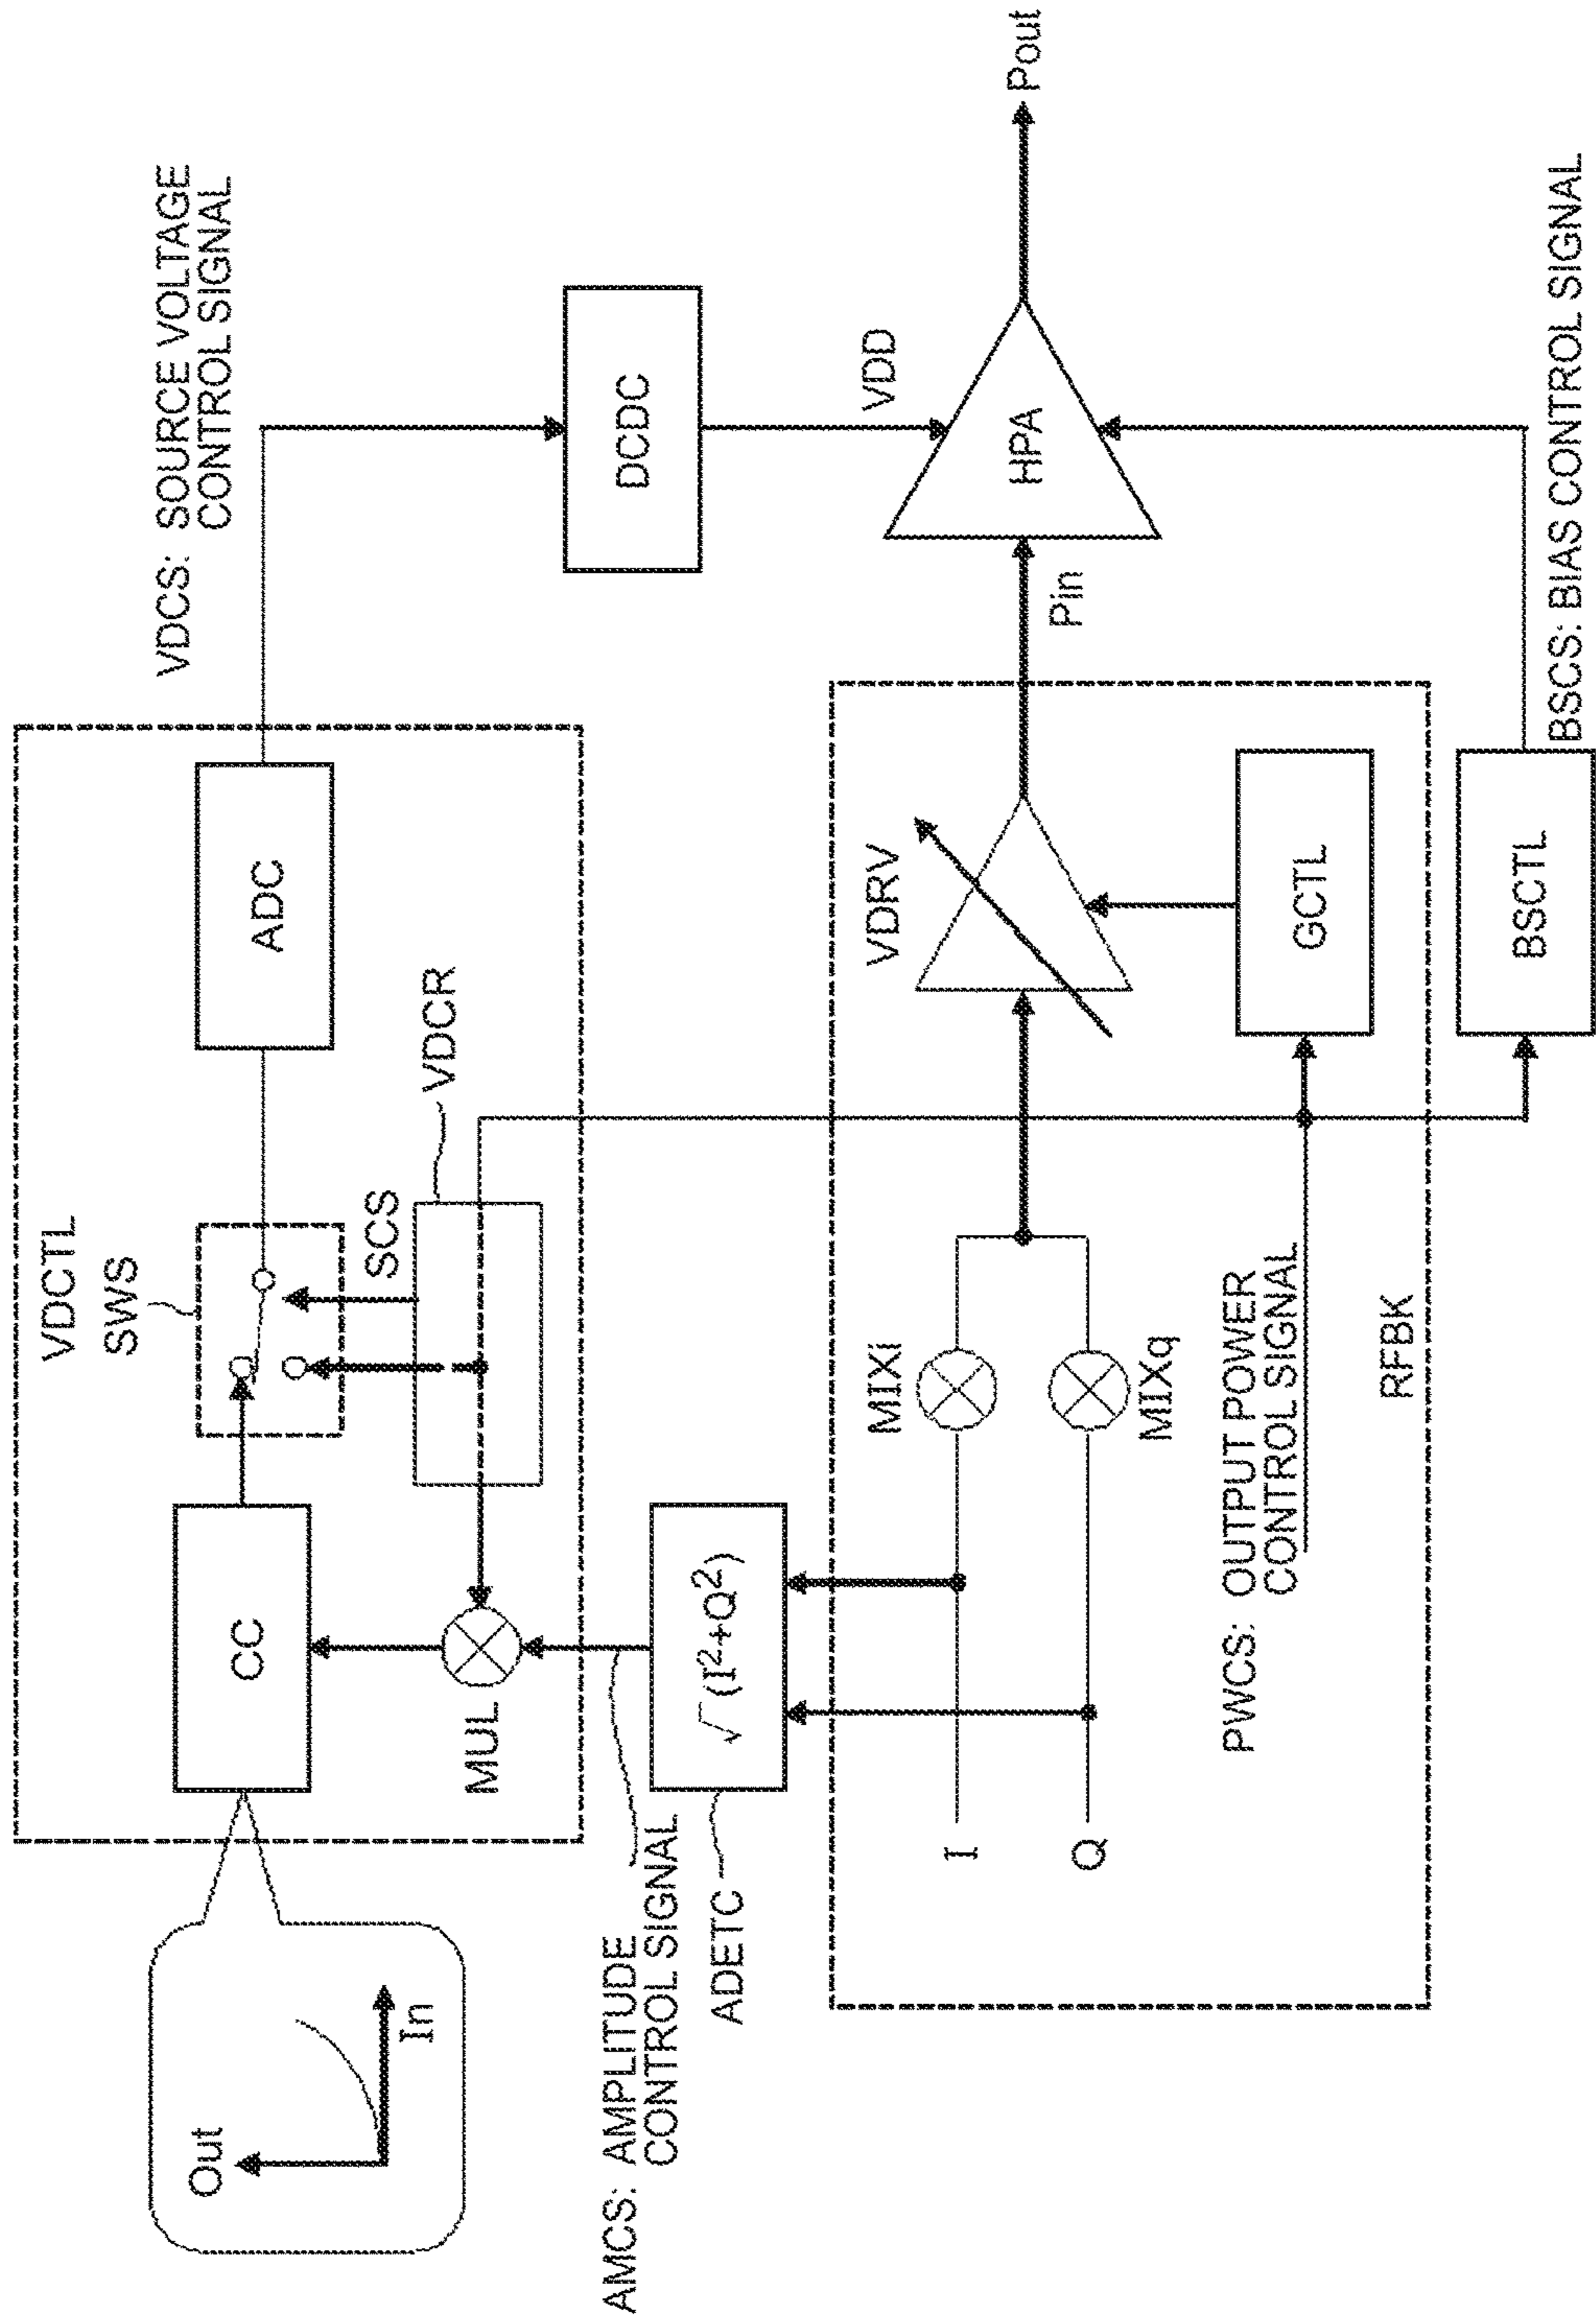 VDCS: SOURCE VOLTAGE
CONTROL SIGNAL
VDCTL
SWS
ADC
CC
Out
In
SCS
VDCR
MUL
DCDC
VDD
AMCS: AMPLITUDE
CONTROL SIGNAL
ADETC
√(I²+Q²)
I
Q
MIXi
MIXq
VDRV
Pin
HPA
Pout
PWCS: OUTPUT POWER
CONTROL SIGNAL
GCTL
RFBK
BSCTL
BSCS: BIAS CONTROL SIGNAL